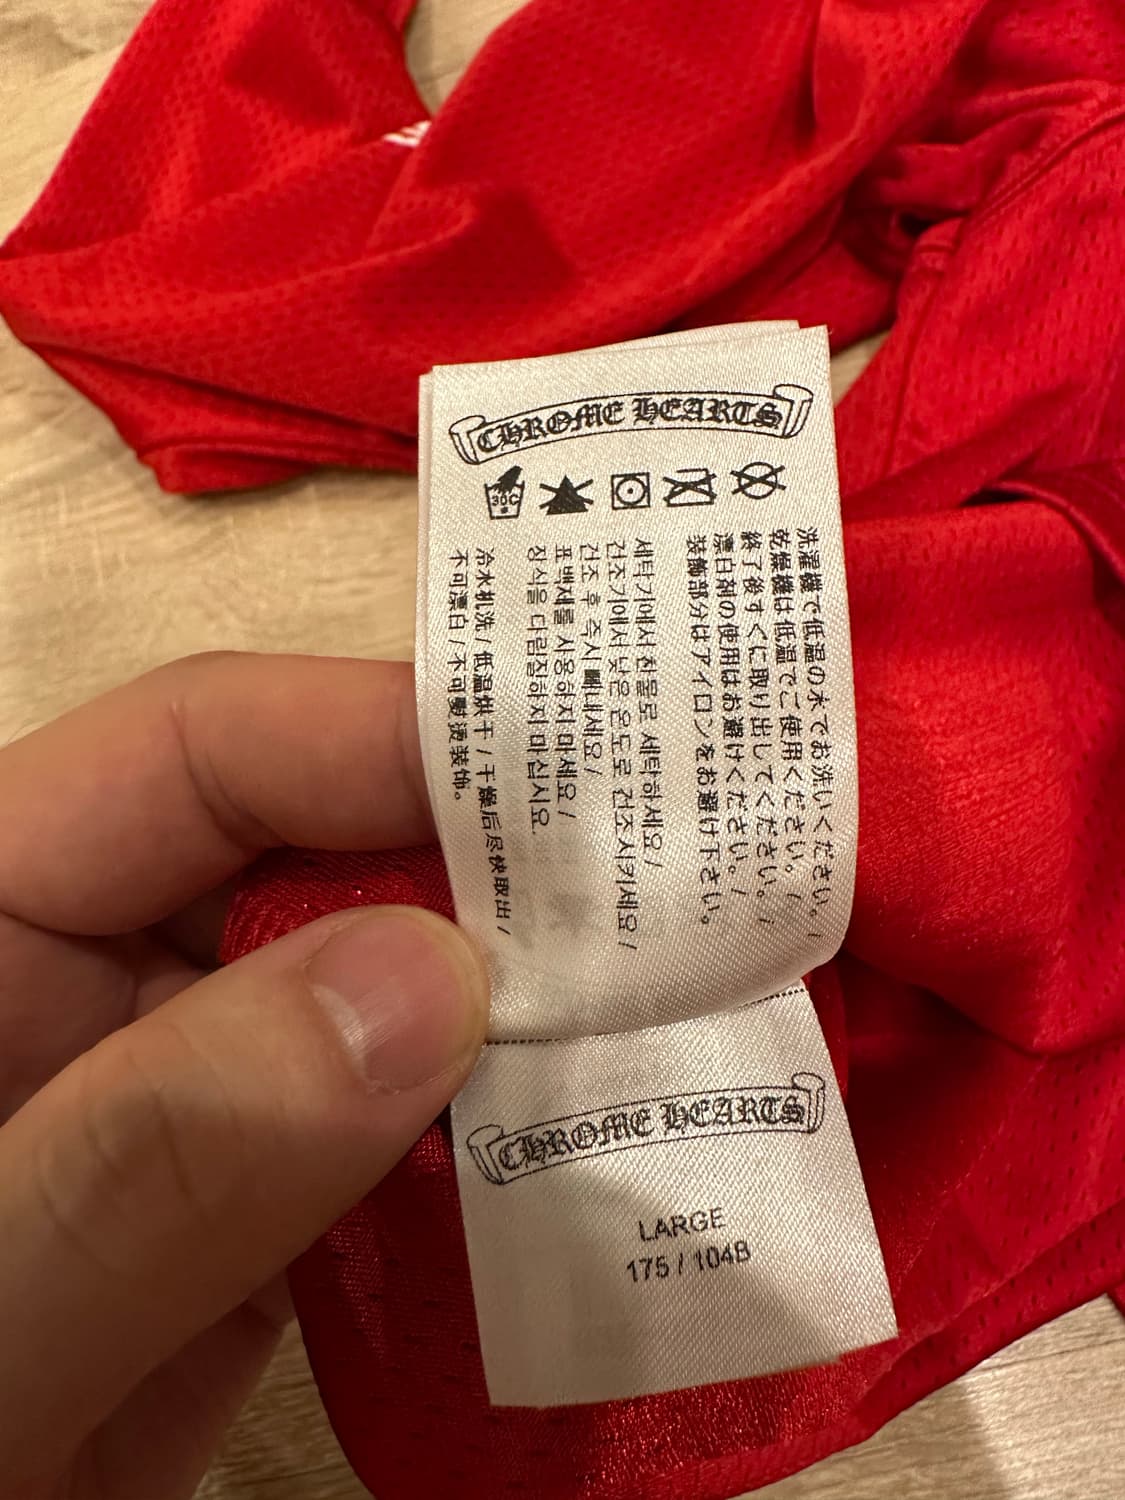 CHROME HEARTS
30C
洗濯機で低温の水でお洗いください。 /
乾燥機は低温でご使用ください。 /
終了後すぐに取り出してください。 /
漂白剤の使用はお避けください。 /
装飾部分はアイロンをお避け下さい。
세탁기에서 찬물로 세탁하세요 /
건조기에서 낮은 온도로 건조시키세요 /
건조 후 즉시 빼내세요 /
표백제를 사용하지 마세요 /
장식을 다림질하지 마십시요.
冷水机洗 / 低温烘干 / 干燥后尽快取出 /
不可漂白 / 不可熨烫装饰。
CHROME HEARTS
LARGE
175 / 104B